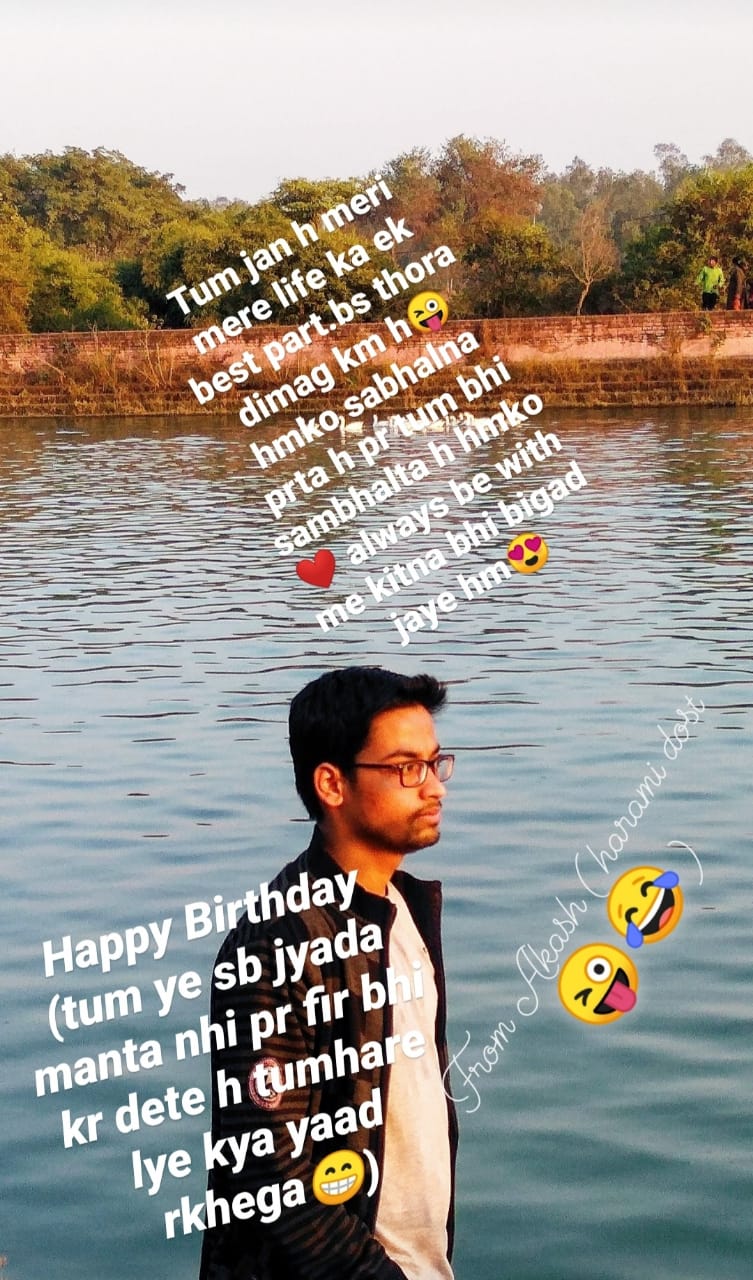 Tum jan h meri
mere life ka ek
best part.bs thora
dimag km h😜
hmko sabhalna
prta h pr tum bhi
sambhalta h hmko
❤️ always be with
me kitna bhi bigad
jaye hm😍
Happy Birthday
(tum ye sb jyada
manta nhi pr fir bhi
kr dete h tumhare
lye kya yaad
rkhega😁)
From Akash (harami dost
😜🤣)